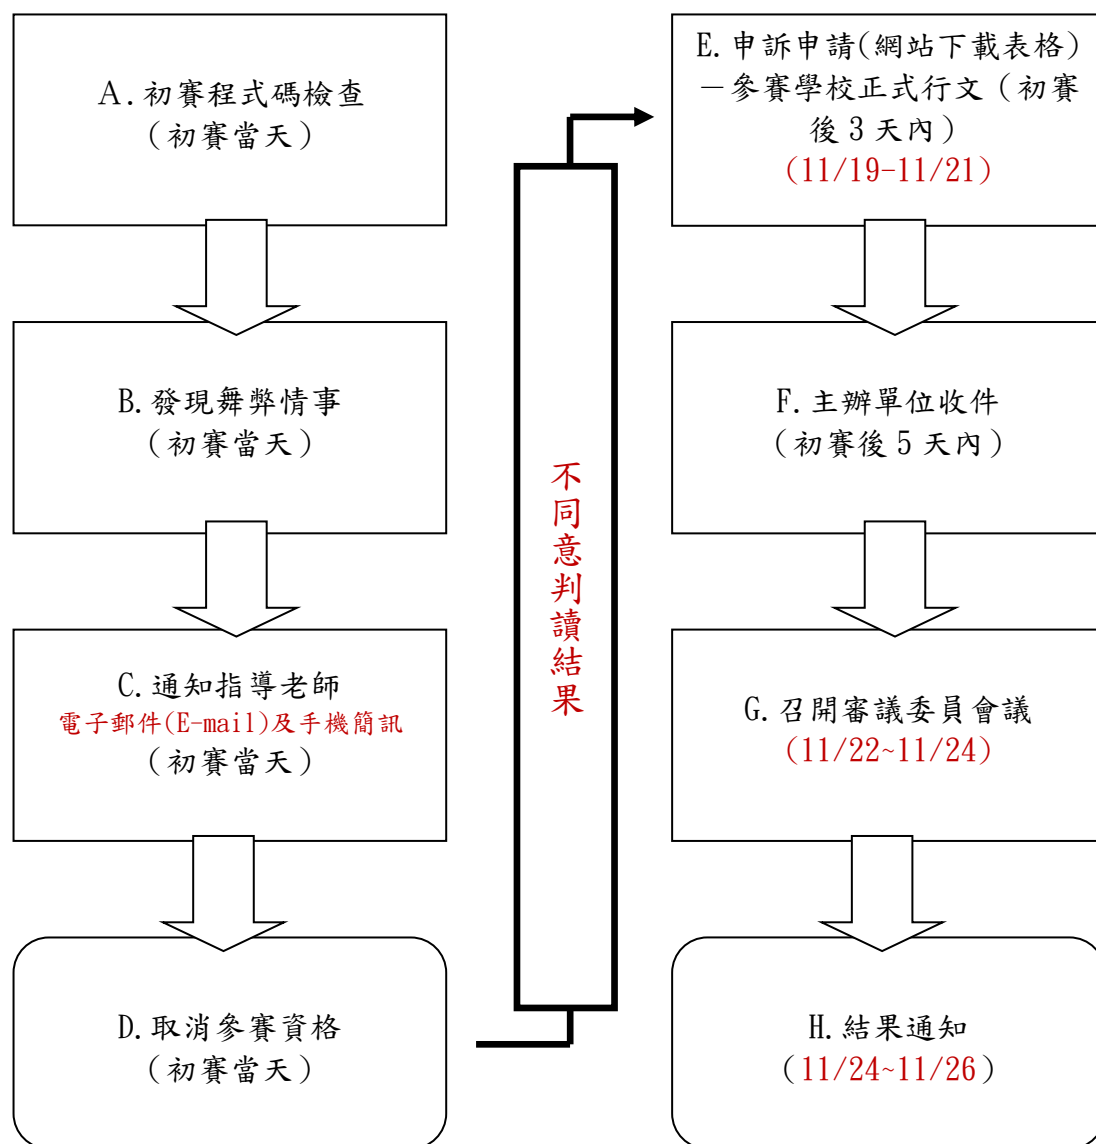 A.初賽程式碼檢查
（初賽當天）
B.發現舞弊情事
（初賽當天）
C.通知指導老師
電子郵件(E-mail)及手機簡訊
（初賽當天）
D.取消參賽資格
（初賽當天）
不同意判讀結果
E.申訴申請(網站下載表格)
－參賽學校正式行文（初賽
後 3 天內）
(11/19-11/21)
F.主辦單位收件
（初賽後 5 天內）
G.召開審議委員會議
(11/22~11/24)
H.結果通知
（11/24~11/26）